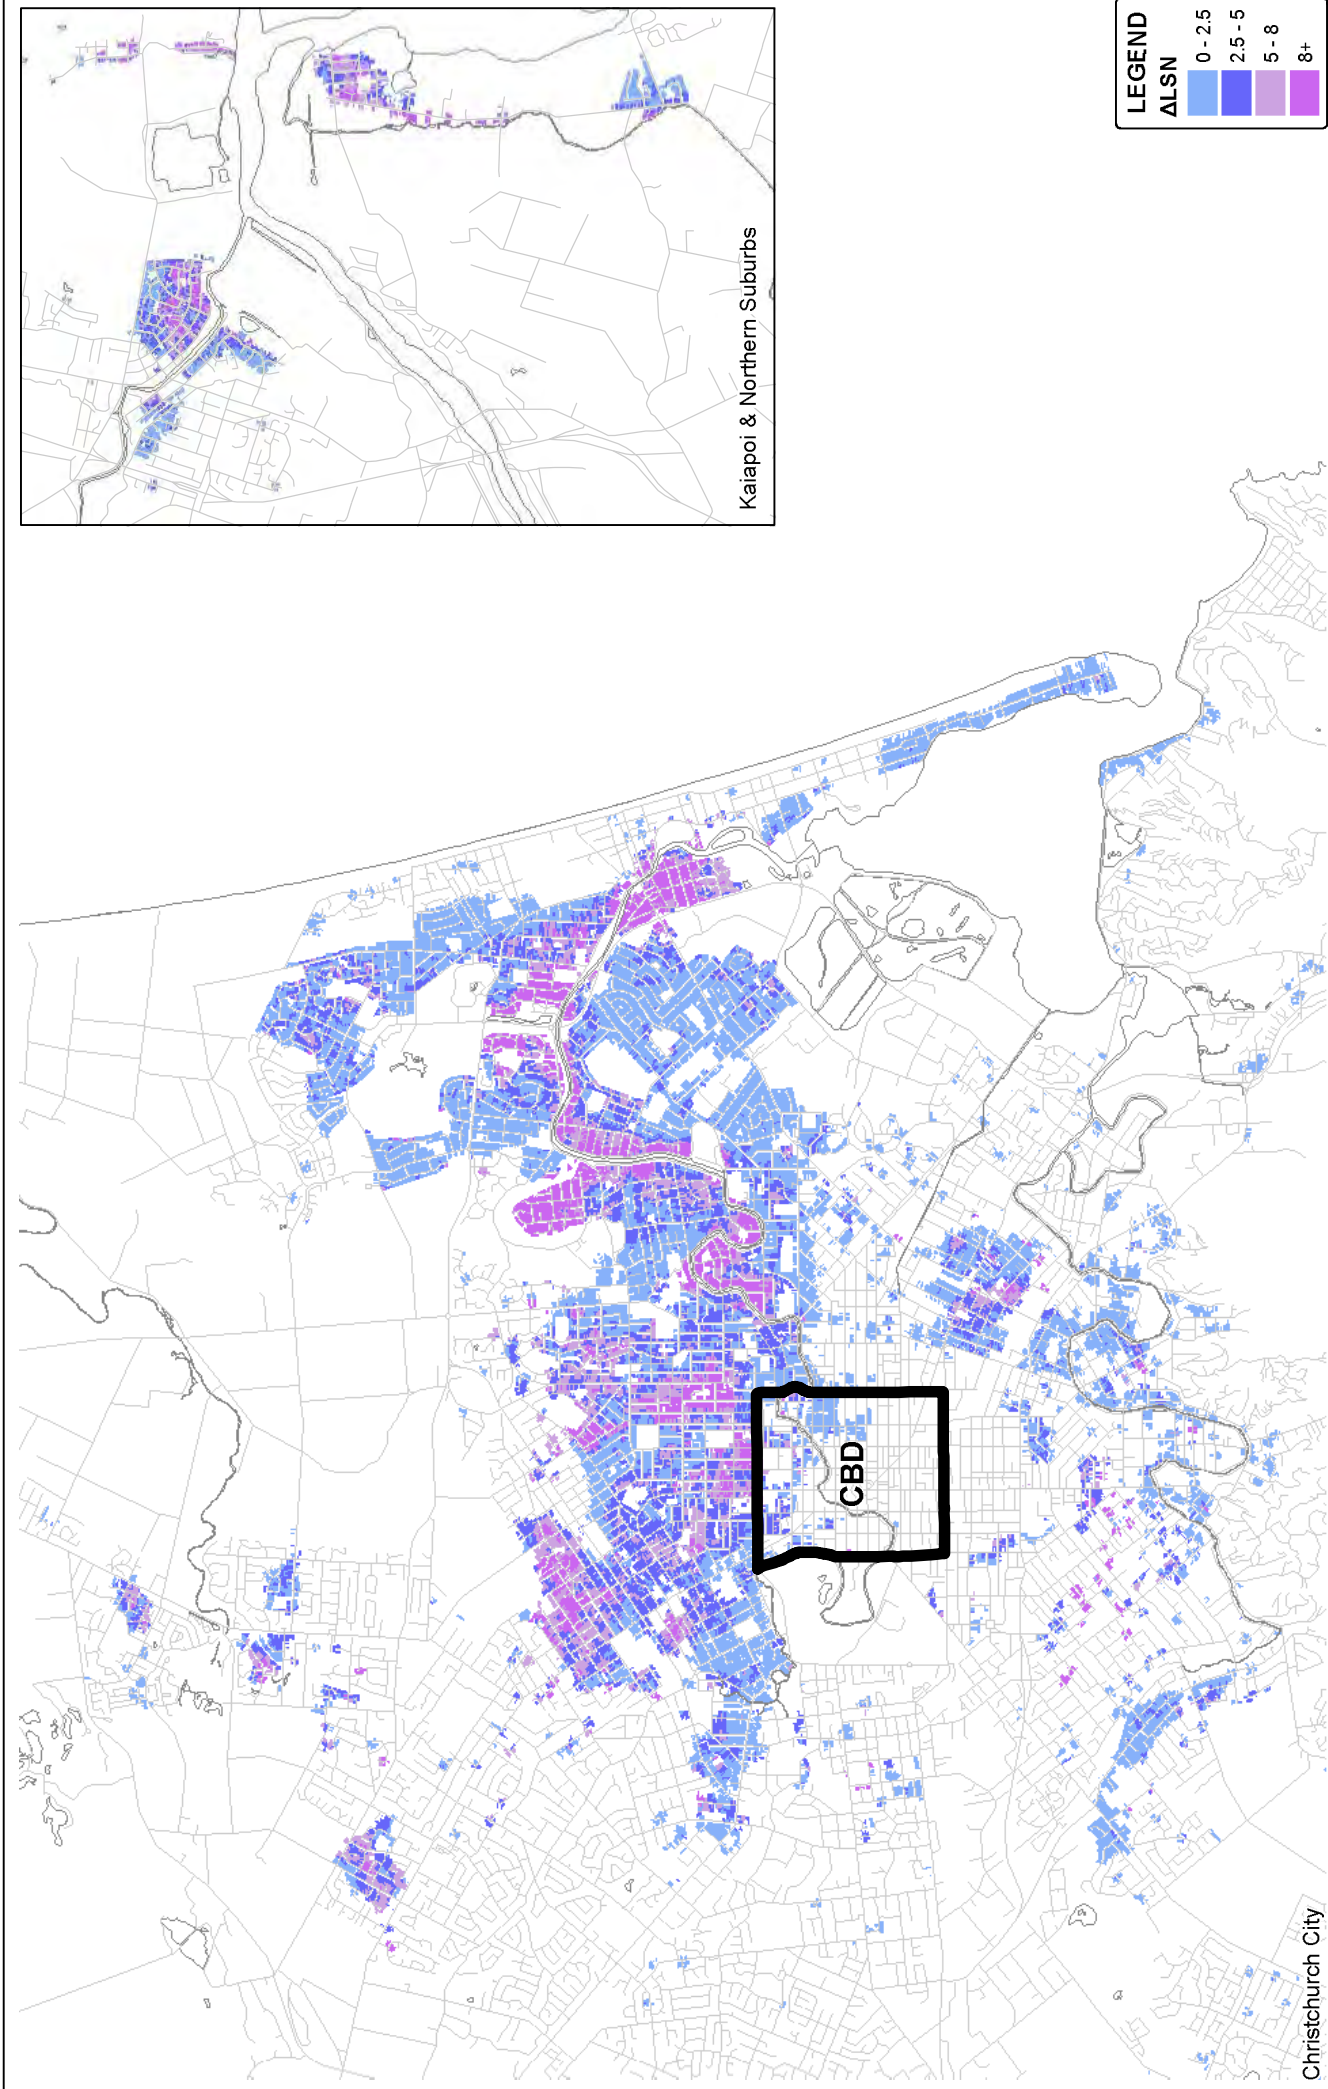 Kaiapoi & Northern Suburbs
LEGEND
ΔLSN
0 - 2.5
2.5 - 5
5 - 8
8+
CBD
Christchurch City